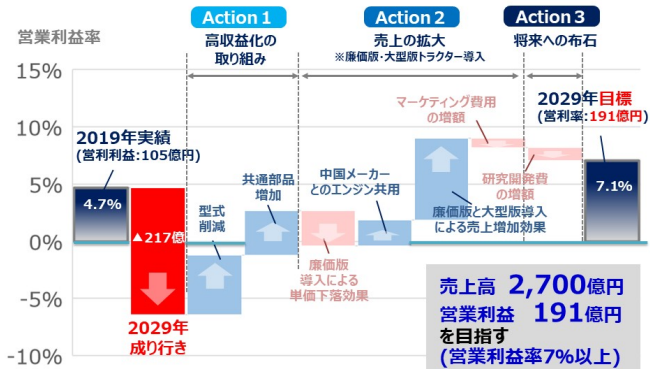 Action 1
Action 2
Action 3
営業利益率
高収益化の
取り組み
売上の拡大
※廉価版・大型版トラクター導入
将来への布石
15%
10%
5%
0%
-5%
-10%
2019年実績
(営利利益:105億円)
4.7%
▲217億
2029年
成り行き
型式
削減
共通部品
増加
廉価版
導入による
単価下落効果
中国メーカー
とのエンジン共用
マーケティング費用
の増額
廉価版と大型版導入
による売上増加効果
研究開発費
の増額
2029年目標
(営利率:191億円)
7.1%
売上高 2,700億円
営業利益 191億円
を目指す
(営業利益率7%以上)